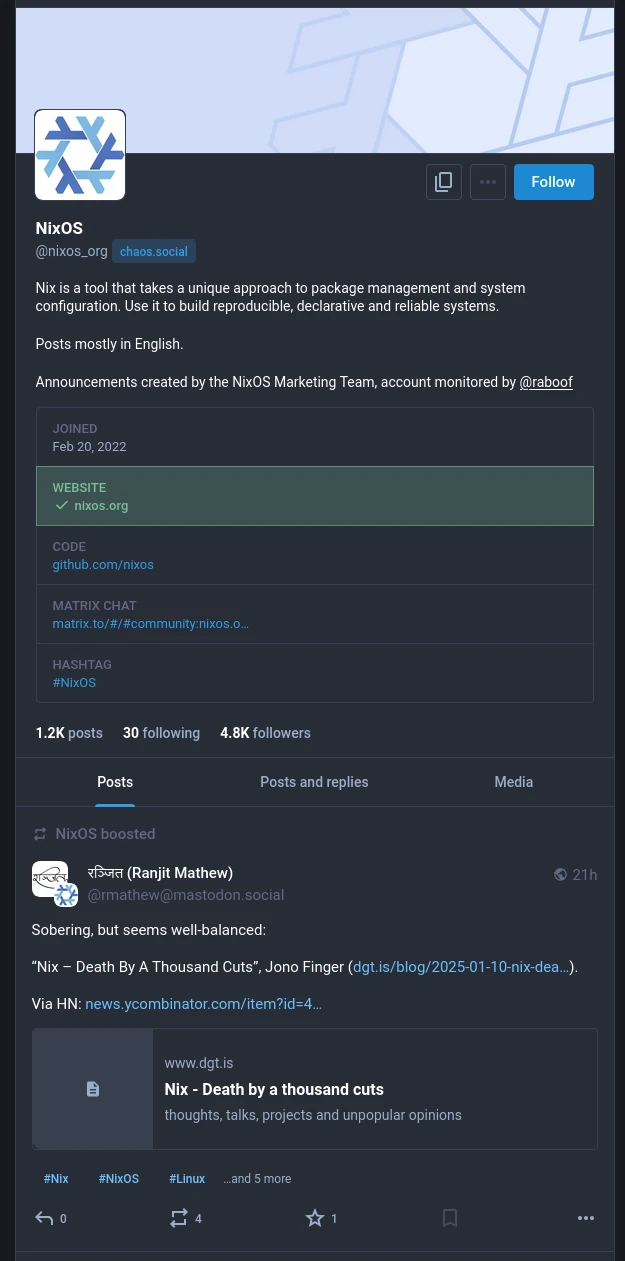 Follow
NixOS
@nixos_org chaos.social
Nix is a tool that takes a unique approach to package management and system
configuration. Use it to build reproducible, declarative and reliable systems.
Posts mostly in English.
Announcements created by the NixOS Marketing Team, account monitored by @raboof
JOINED
Feb 20, 2022
WEBSITE
nixos.org
CODE
github.com/nixos
MATRIX CHAT
matrix.to/#/#community:nixos.o…
HASHTAG
#NixOS
1.2K posts 30 following 4.8K followers
Posts Posts and replies Media
NixOS boosted
रञ्जित (Ranjit Mathew) 21h
@rmathew@mastodon.social
Sobering, but seems well-balanced:
“Nix – Death By A Thousand Cuts”, Jono Finger (dgt.is/blog/2025-01-10-nix-dea…).
Via HN: news.ycombinator.com/item?id=4…
www.dgt.is
Nix - Death by a thousand cuts
thoughts, talks, projects and unpopular opinions
#Nix #NixOS #Linux …and 5 more
0 4 1